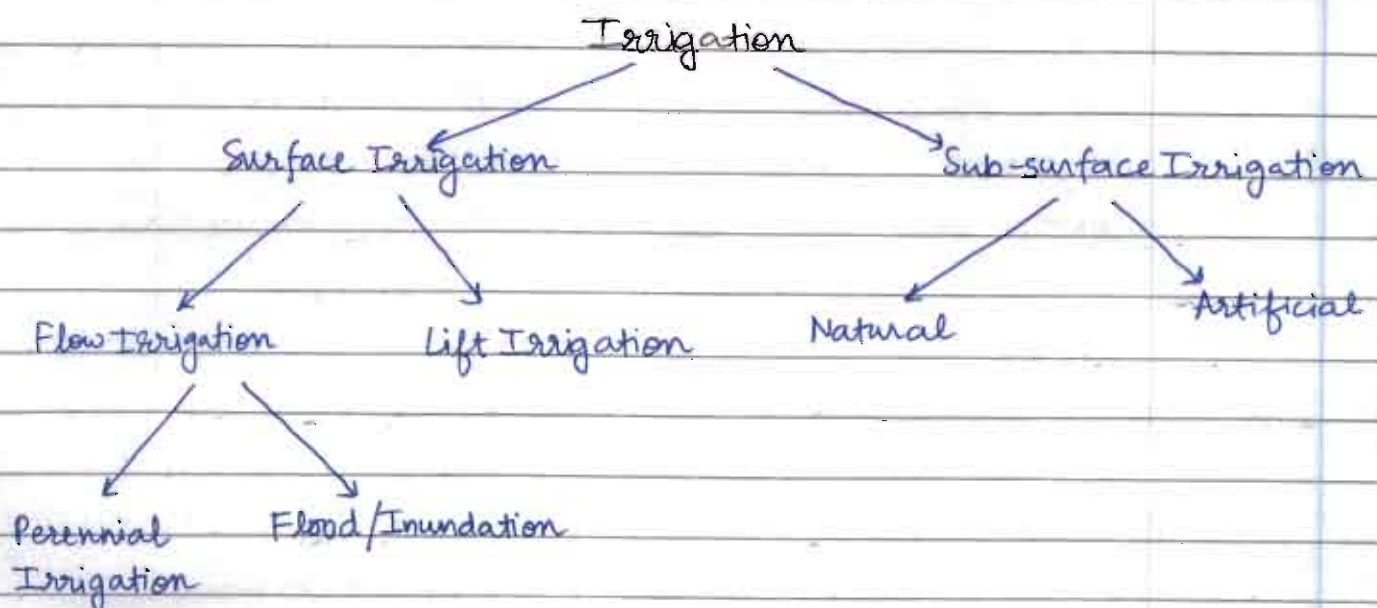 Irrigation
Surface Irrigation
Sub-surface Irrigation
Flow Irrigation
Lift Irrigation
Natural
Artificial
Perennial
Irrigation
Flood/Inundation